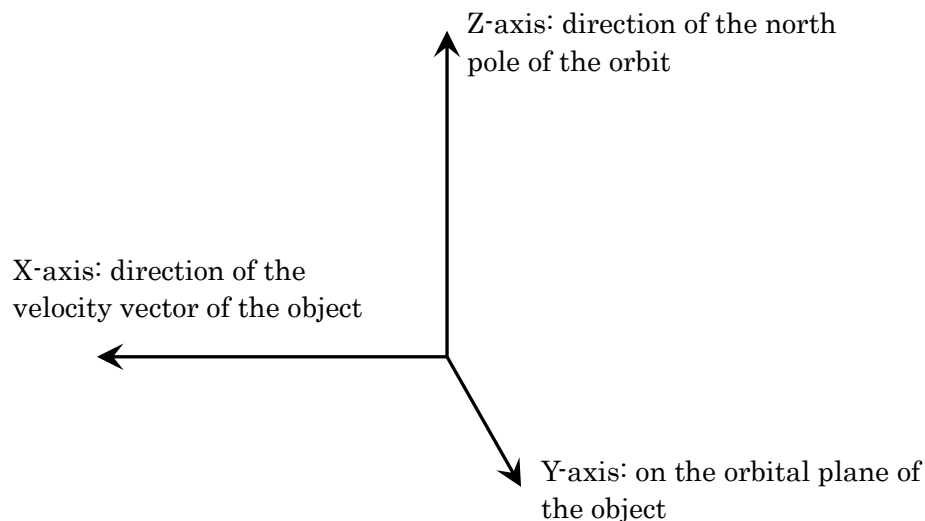 Z-axis: direction of the north
pole of the orbit
X-axis: direction of the
velocity vector of the object
Y-axis: on the orbital plane of
the object